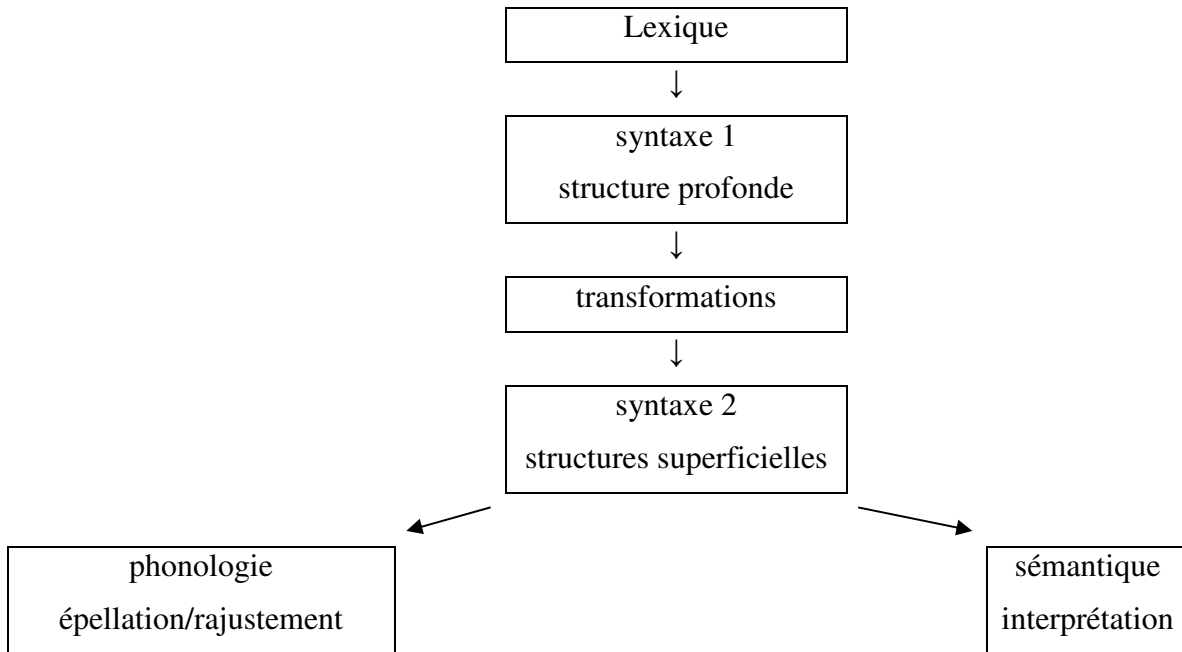 Lexique
↓
syntaxe 1
structure profonde
↓
transformations
↓
syntaxe 2
structures superficielles
phonologie
épellation/rajustement
sémantique
interprétation